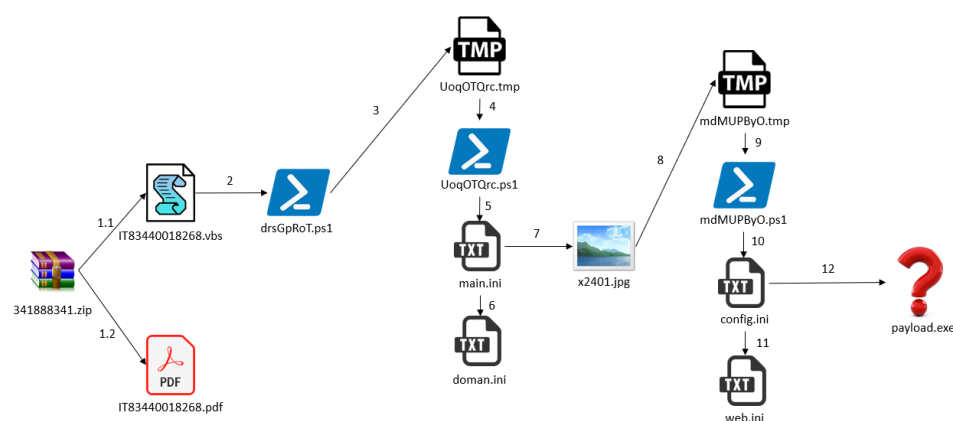 TMP
UoqOTQrc.tmp
3
4
TMP
mdMUPByO.tmp
8
9
2
1.1
UoqOTQrc.ps1
mdMUPByO.ps1
IT83440018268.vbs
drsGpRoT.ps1
5
10
7
12
TXT
main.ini
x2401.jpg
TXT
config.ini
341888341.zip
payload.exe
1.2
6
11
PDF
TXT
doman.ini
TXT
IT83440018268.pdf
web.ini